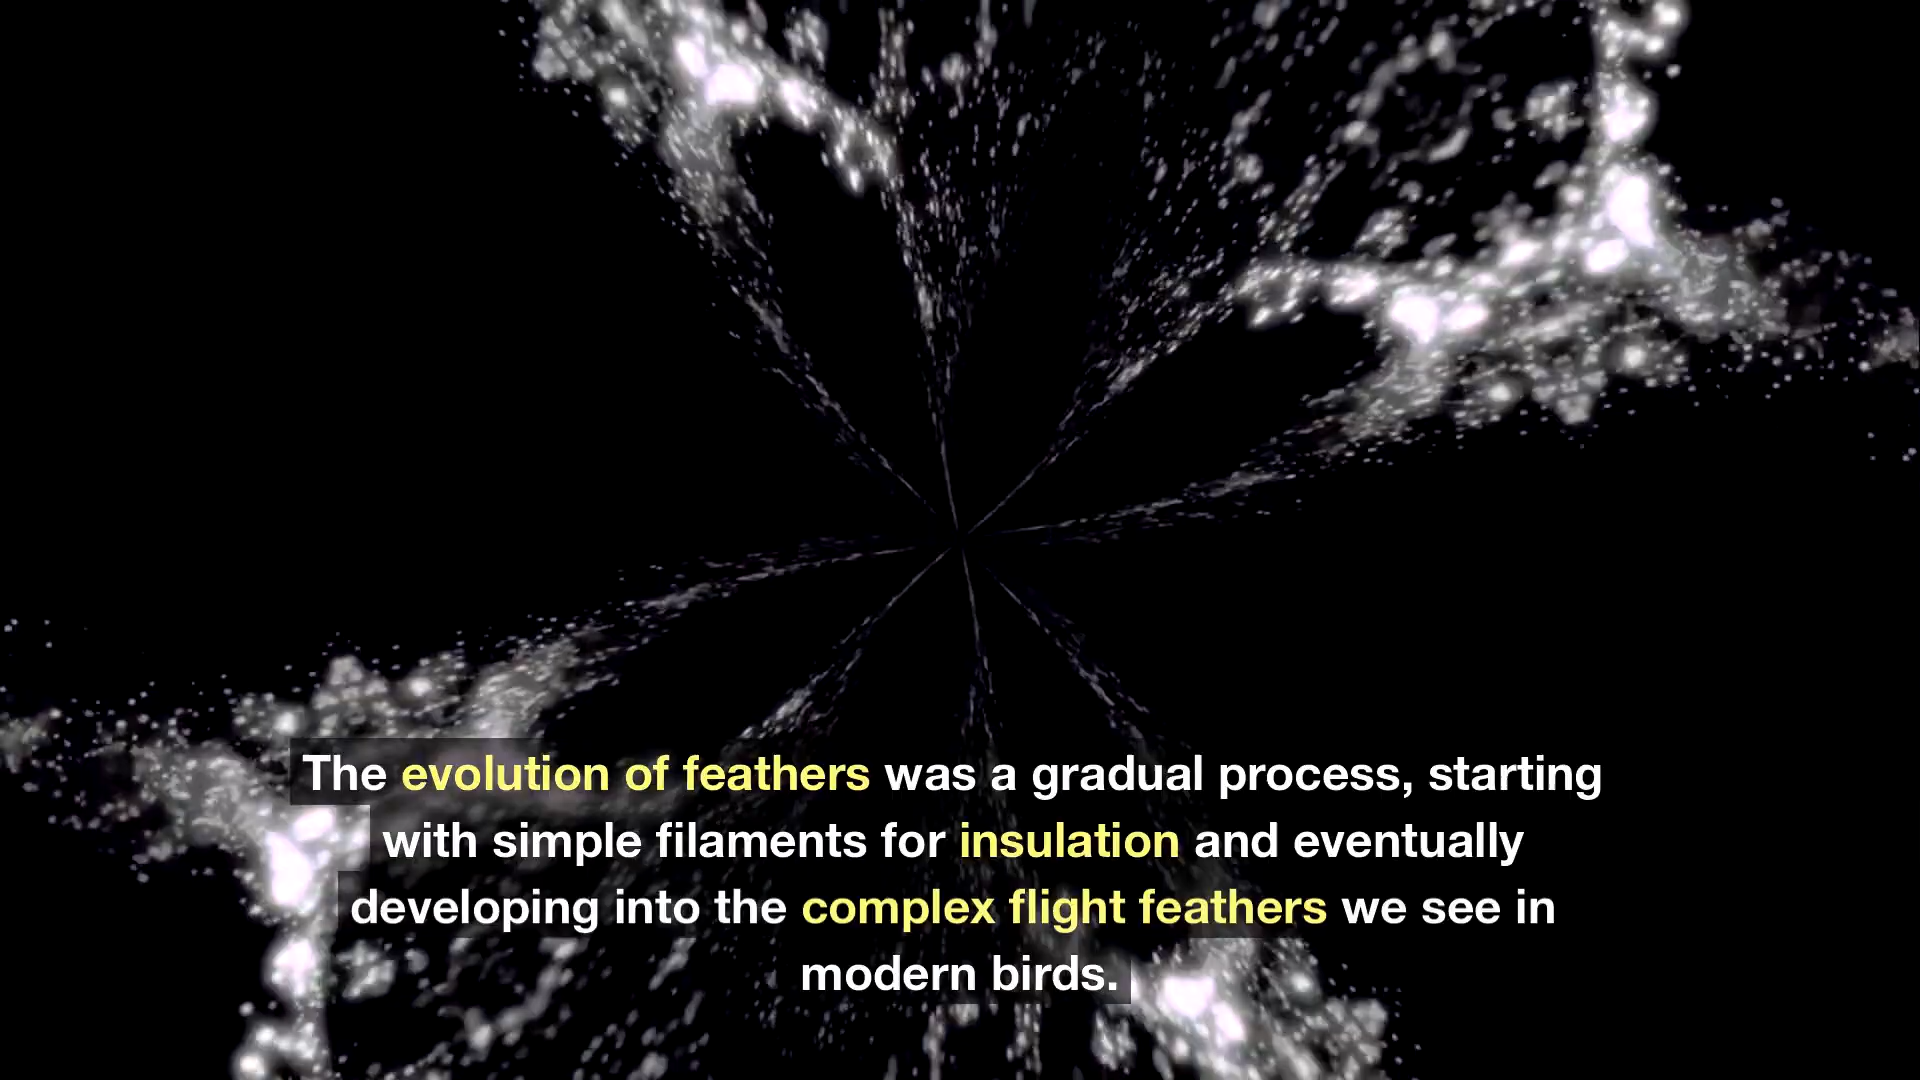 The evolution of feathers was a gradual process, starting
with simple filaments for insulation and eventually
developing into the complex flight feathers we see in
modern birds.